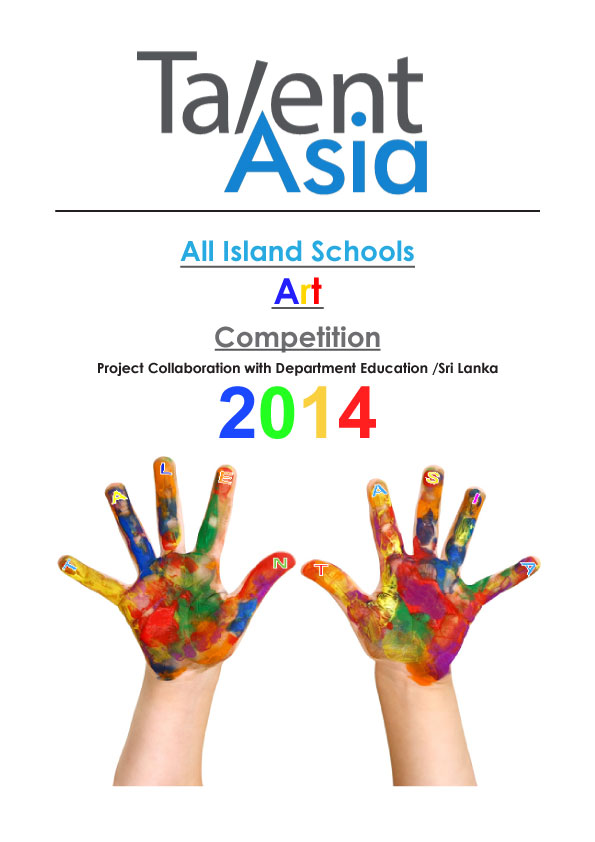 Talent
Asia
All Island Schools
Art
Competition
Project Collaboration with Department Education /Sri Lanka
2014
T A L E N T A S I A